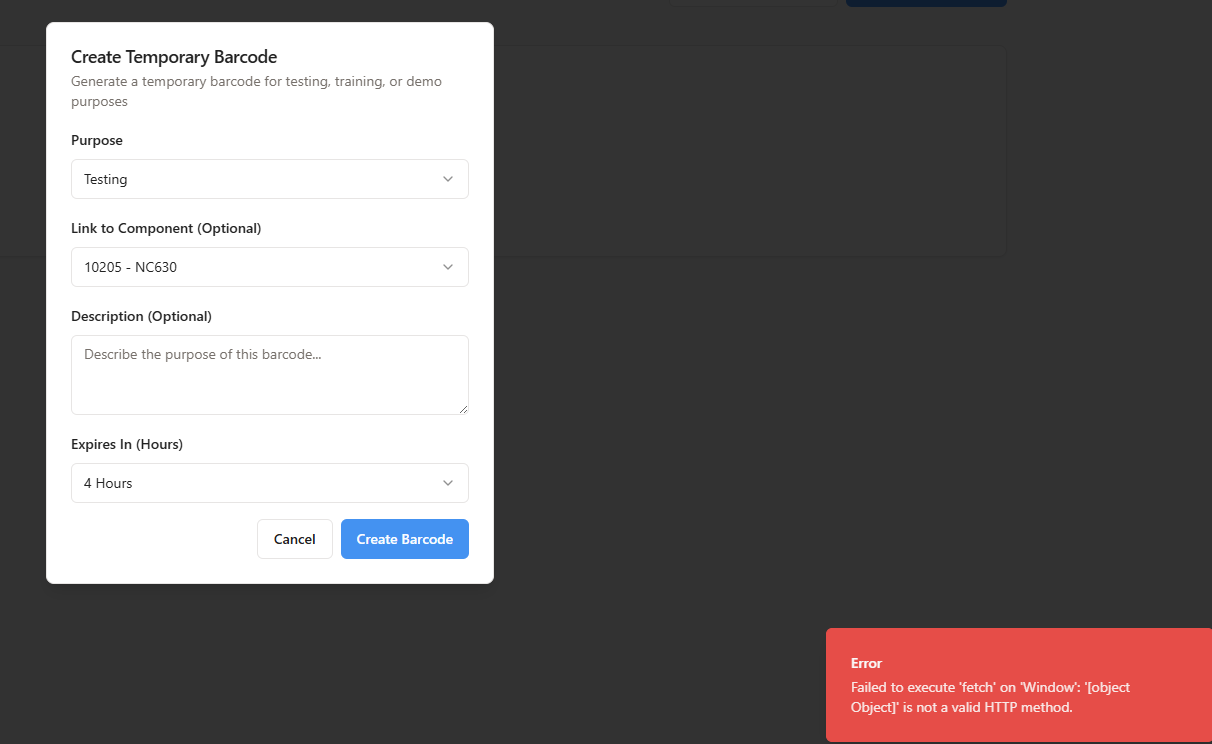 Create Temporary Barcode
Generate a temporary barcode for testing, training, or demo
purposes
Purpose
Testing
Link to Component (Optional)
10205 - NC630
Description (Optional)
Describe the purpose of this barcode...
Expires In (Hours)
4 Hours
Cancel
Create Barcode
Error
Failed to execute 'fetch' on 'Window': '[object
Object]' is not a valid HTTP method.